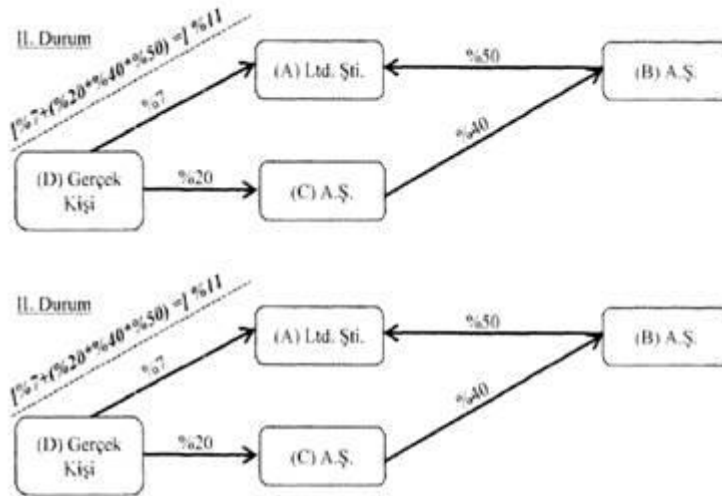 II. Durum
[%7+(%20*%40*%50) =] %11
(A) Ltd. Şti.
%50
(B) A.Ş.
%7
%40
(D) Gerçek
Kişi
%20
(C) A.Ş.
II. Durum
[%7+(%20*%40*%50) =] %11
(A) Ltd. Şti.
%50
(B) A.Ş.
%7
%40
(D) Gerçek
Kişi
%20
(C) A.Ş.